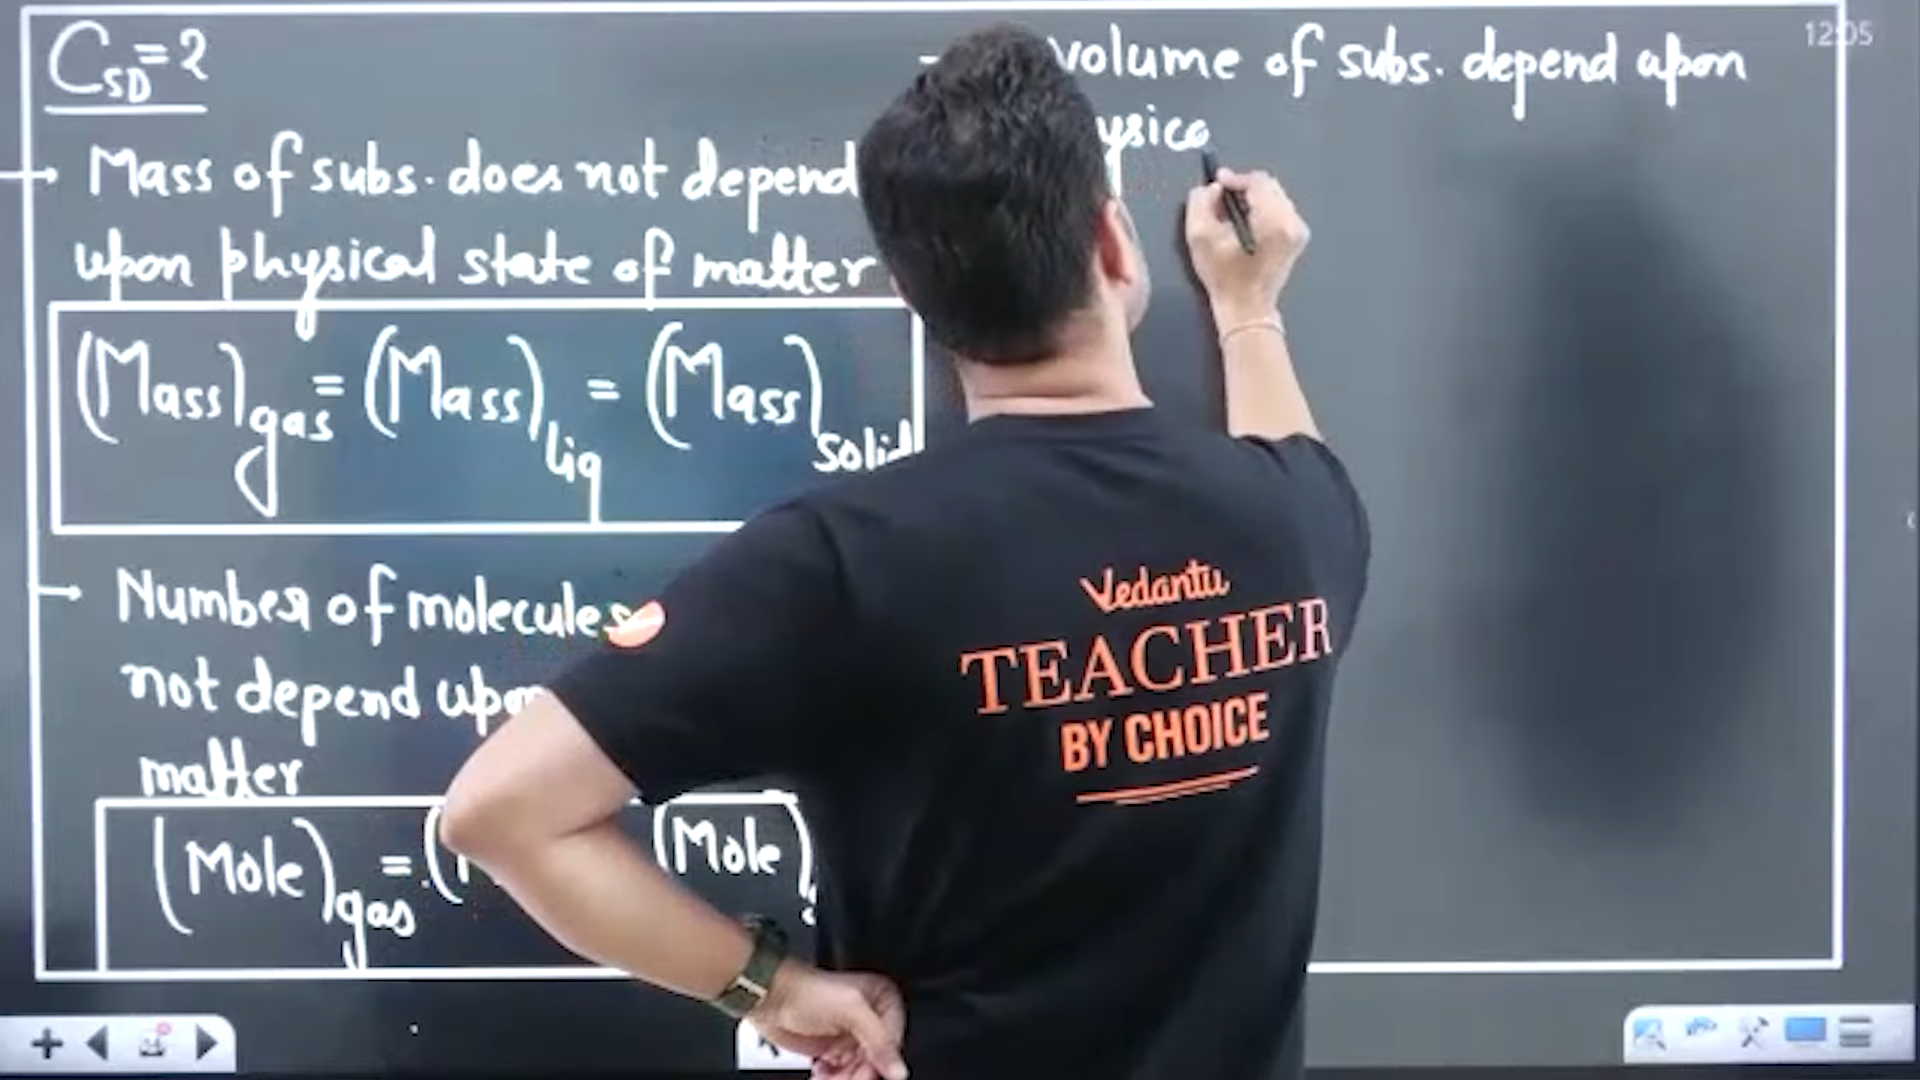 C_SD = 2
→ Mass of subs. does not depend
upon physical state of matter
(Mass)gas = (Mass)liq = (Mass)solid
→ Number of molecules
not depend upon
matter
(Mole)gas = (Mole)
volume of subs. depend upon
12:05
Vedantu
TEACHER
BY CHOICE